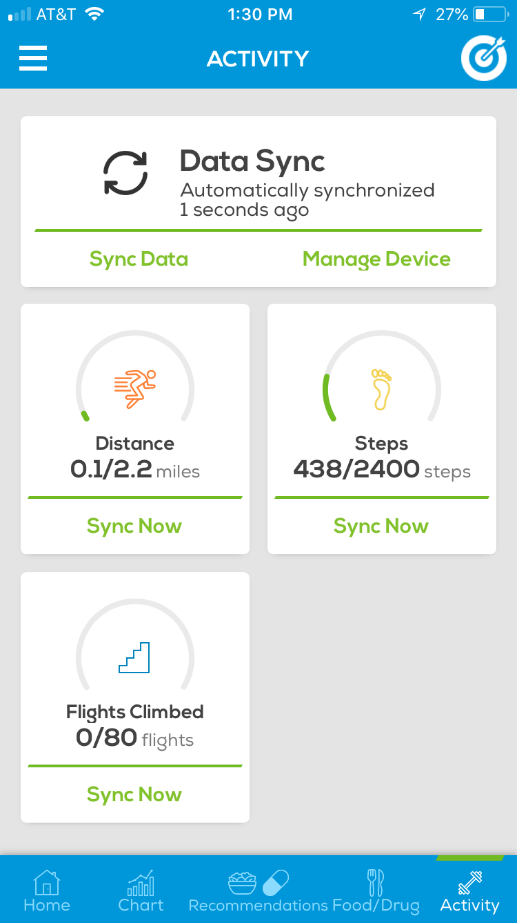 AT&T 1:30 PM 27%
ACTIVITY
Data Sync
Automatically synchronized
1 seconds ago
Sync Data Manage Device
Distance
0.1/2.2 miles
Sync Now
Steps
438/2400 steps
Sync Now
Flights Climbed
0/80 flights
Sync Now
Home Chart Recommendations Food/Drug Activity